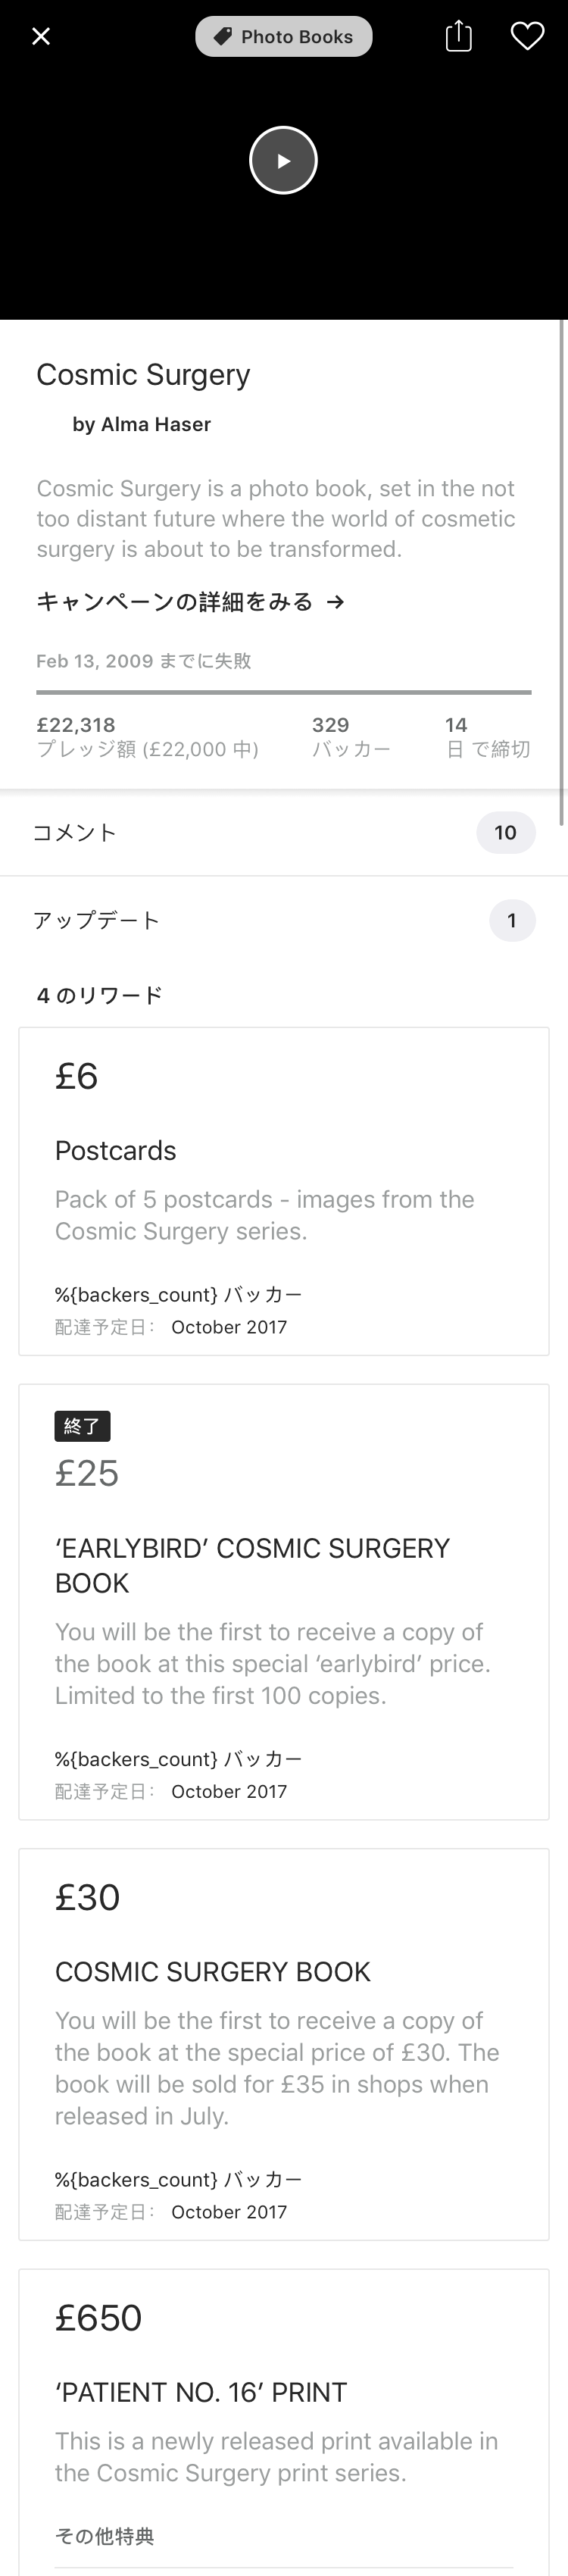 Photo Books
Cosmic Surgery
by Alma Haser
Cosmic Surgery is a photo book, set in the not
too distant future where the world of cosmetic
surgery is about to be transformed.
キャンペーンの詳細をみる →
Feb 13, 2009 までに失敗
£22,318 329 14
プレッジ額 (£22,000 中) バッカー 日 で締切
コメント 10
アップデート 1
4 のリワード
£6
Postcards
Pack of 5 postcards - images from the
Cosmic Surgery series.
%{backers_count} バッカー
配達予定日： October 2017
終了
£25
‘EARLYBIRD’ COSMIC SURGERY
BOOK
You will be the first to receive a copy of
the book at this special ‘earlybird’ price.
Limited to the first 100 copies.
%{backers_count} バッカー
配達予定日： October 2017
£30
COSMIC SURGERY BOOK
You will be the first to receive a copy of
the book at the special price of £30. The
book will be sold for £35 in shops when
released in July.
%{backers_count} バッカー
配達予定日： October 2017
£650
‘PATIENT NO. 16’ PRINT
This is a newly released print available in
the Cosmic Surgery print series.
その他特典